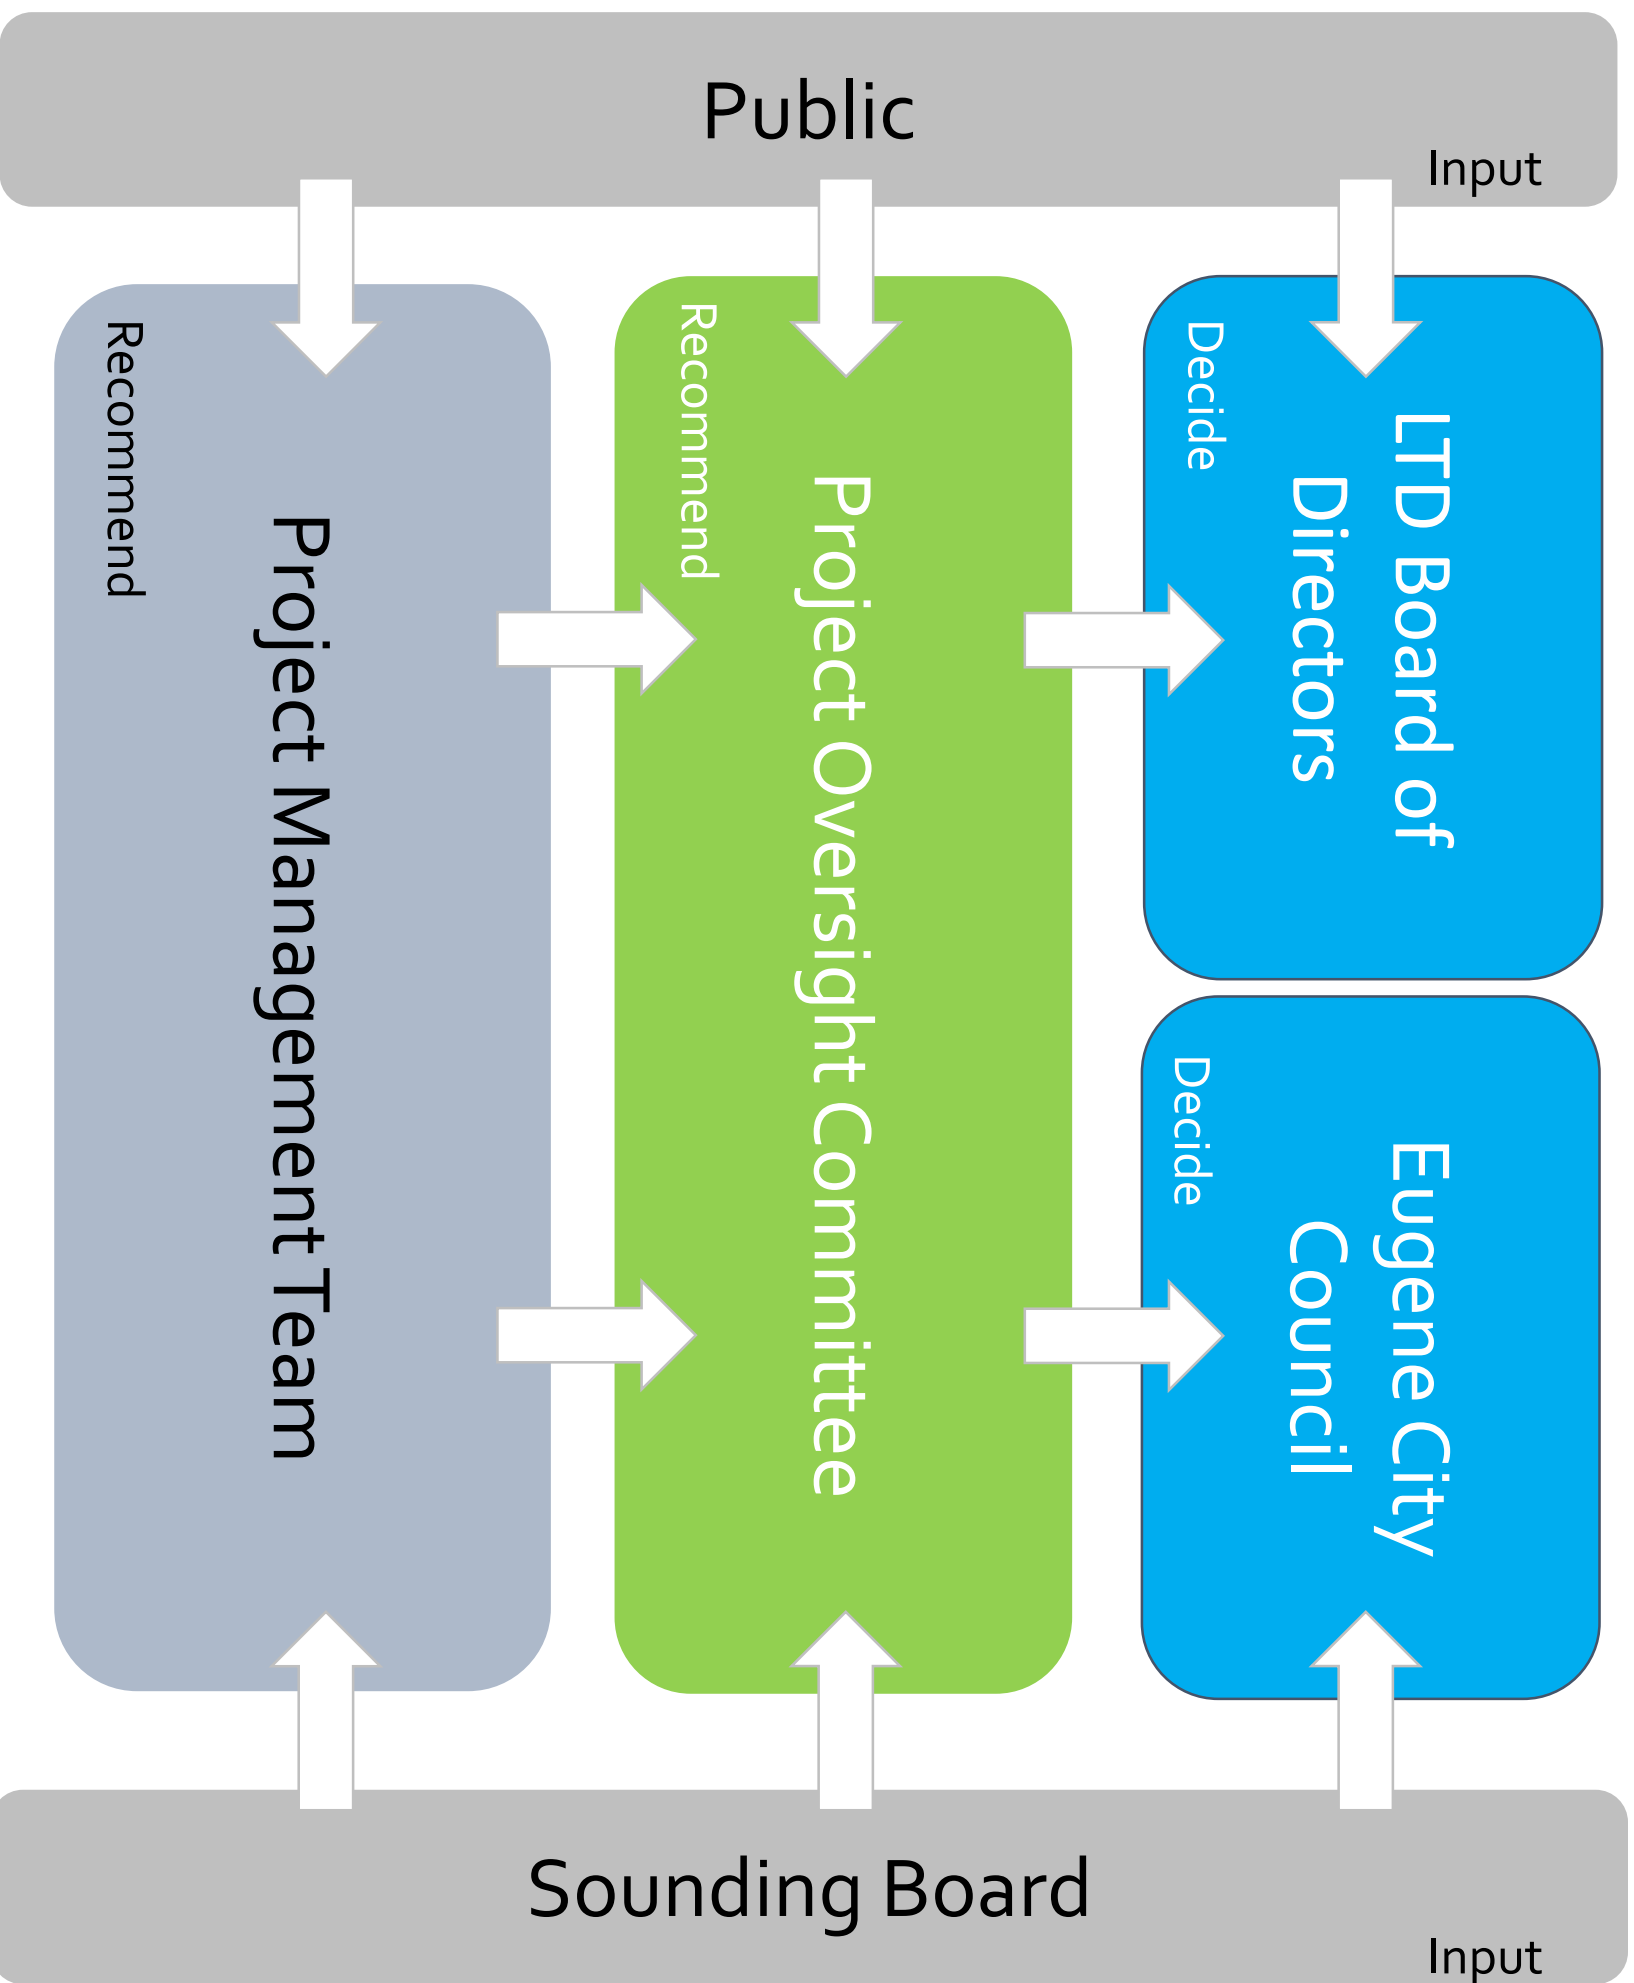 Public
Input
Recommend
Project Management Team
Recommend
Project Oversight Committee
Decide
LTD Board of
Directors
Decide
Eugene City
Council
Sounding Board
Input